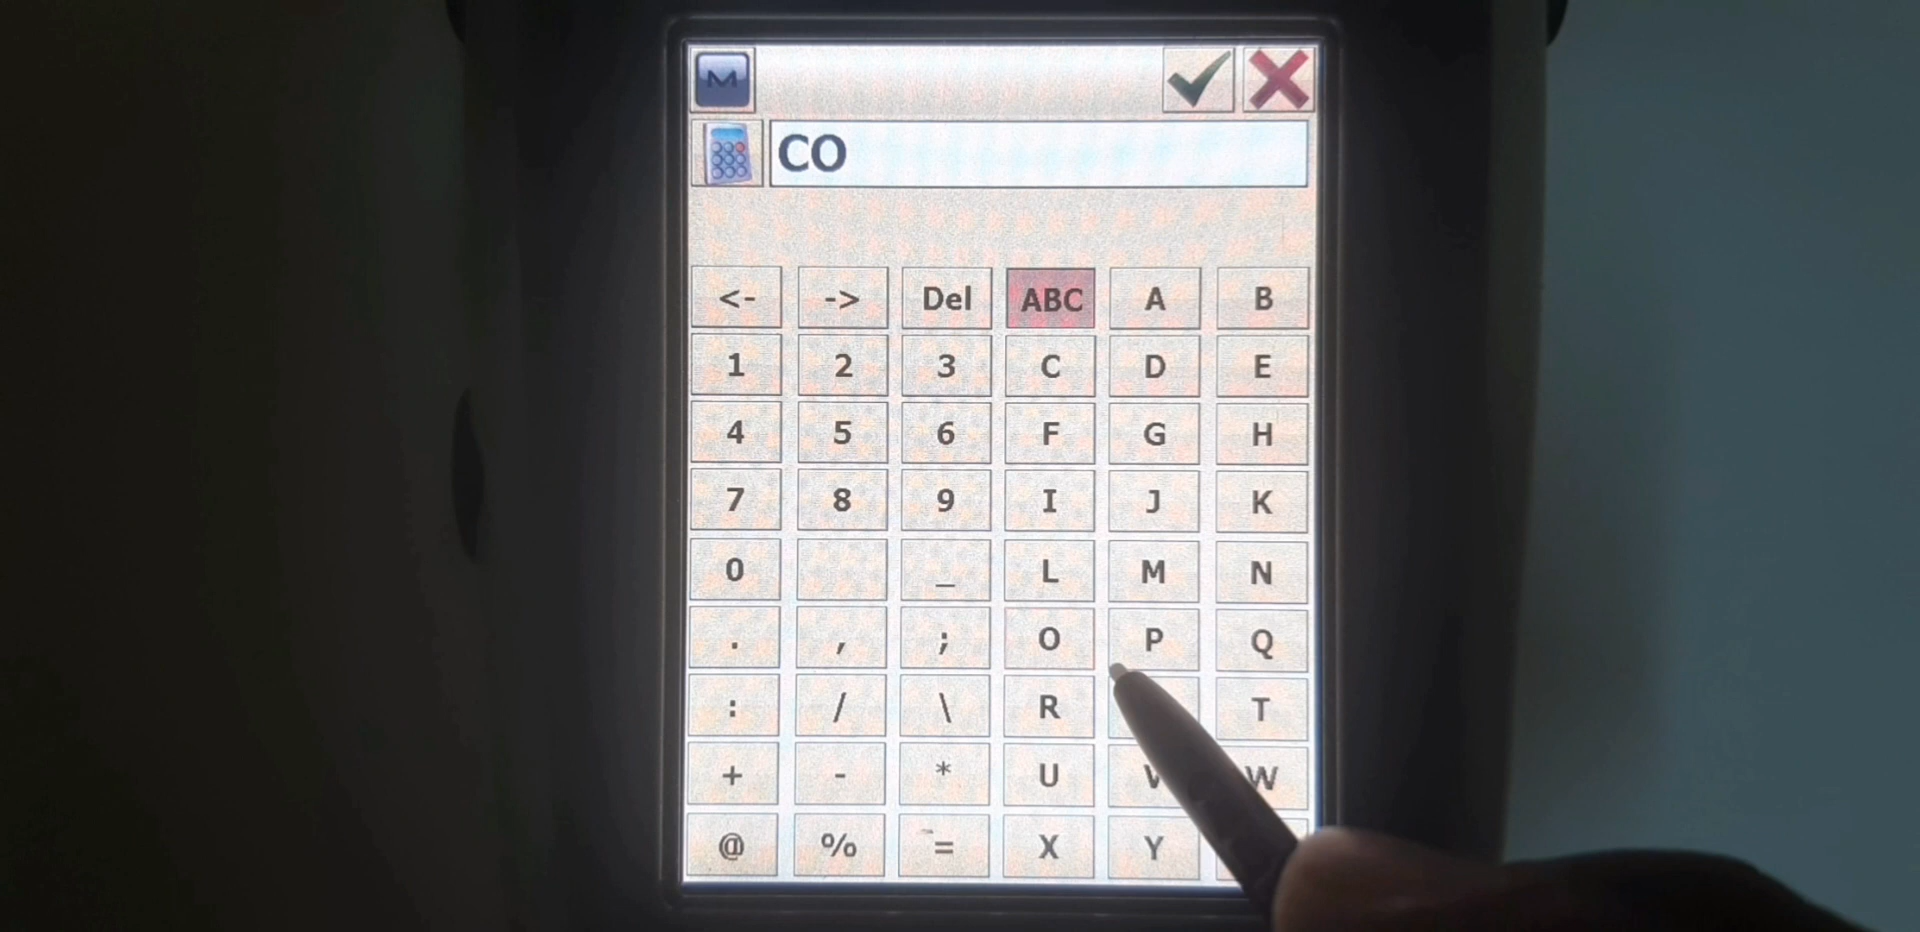 M
CO
<- -> Del ABC A B
1 2 3 C D E
4 5 6 F G H
7 8 9 I J K
0 _ L M N
. , ; O P Q
: / \ R T
+ - * U V W
@ % = X Y